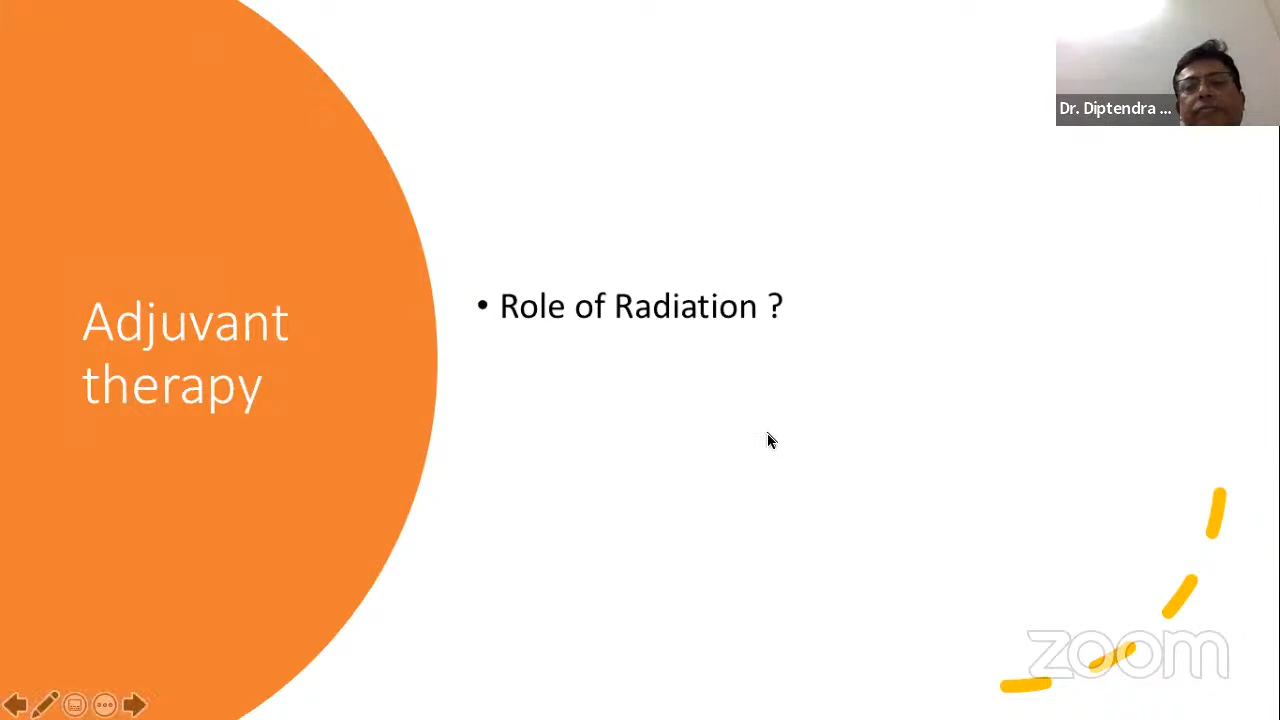 Dr. Diptendra ...
• Role of Radiation ?
Adjuvant
therapy
zoom